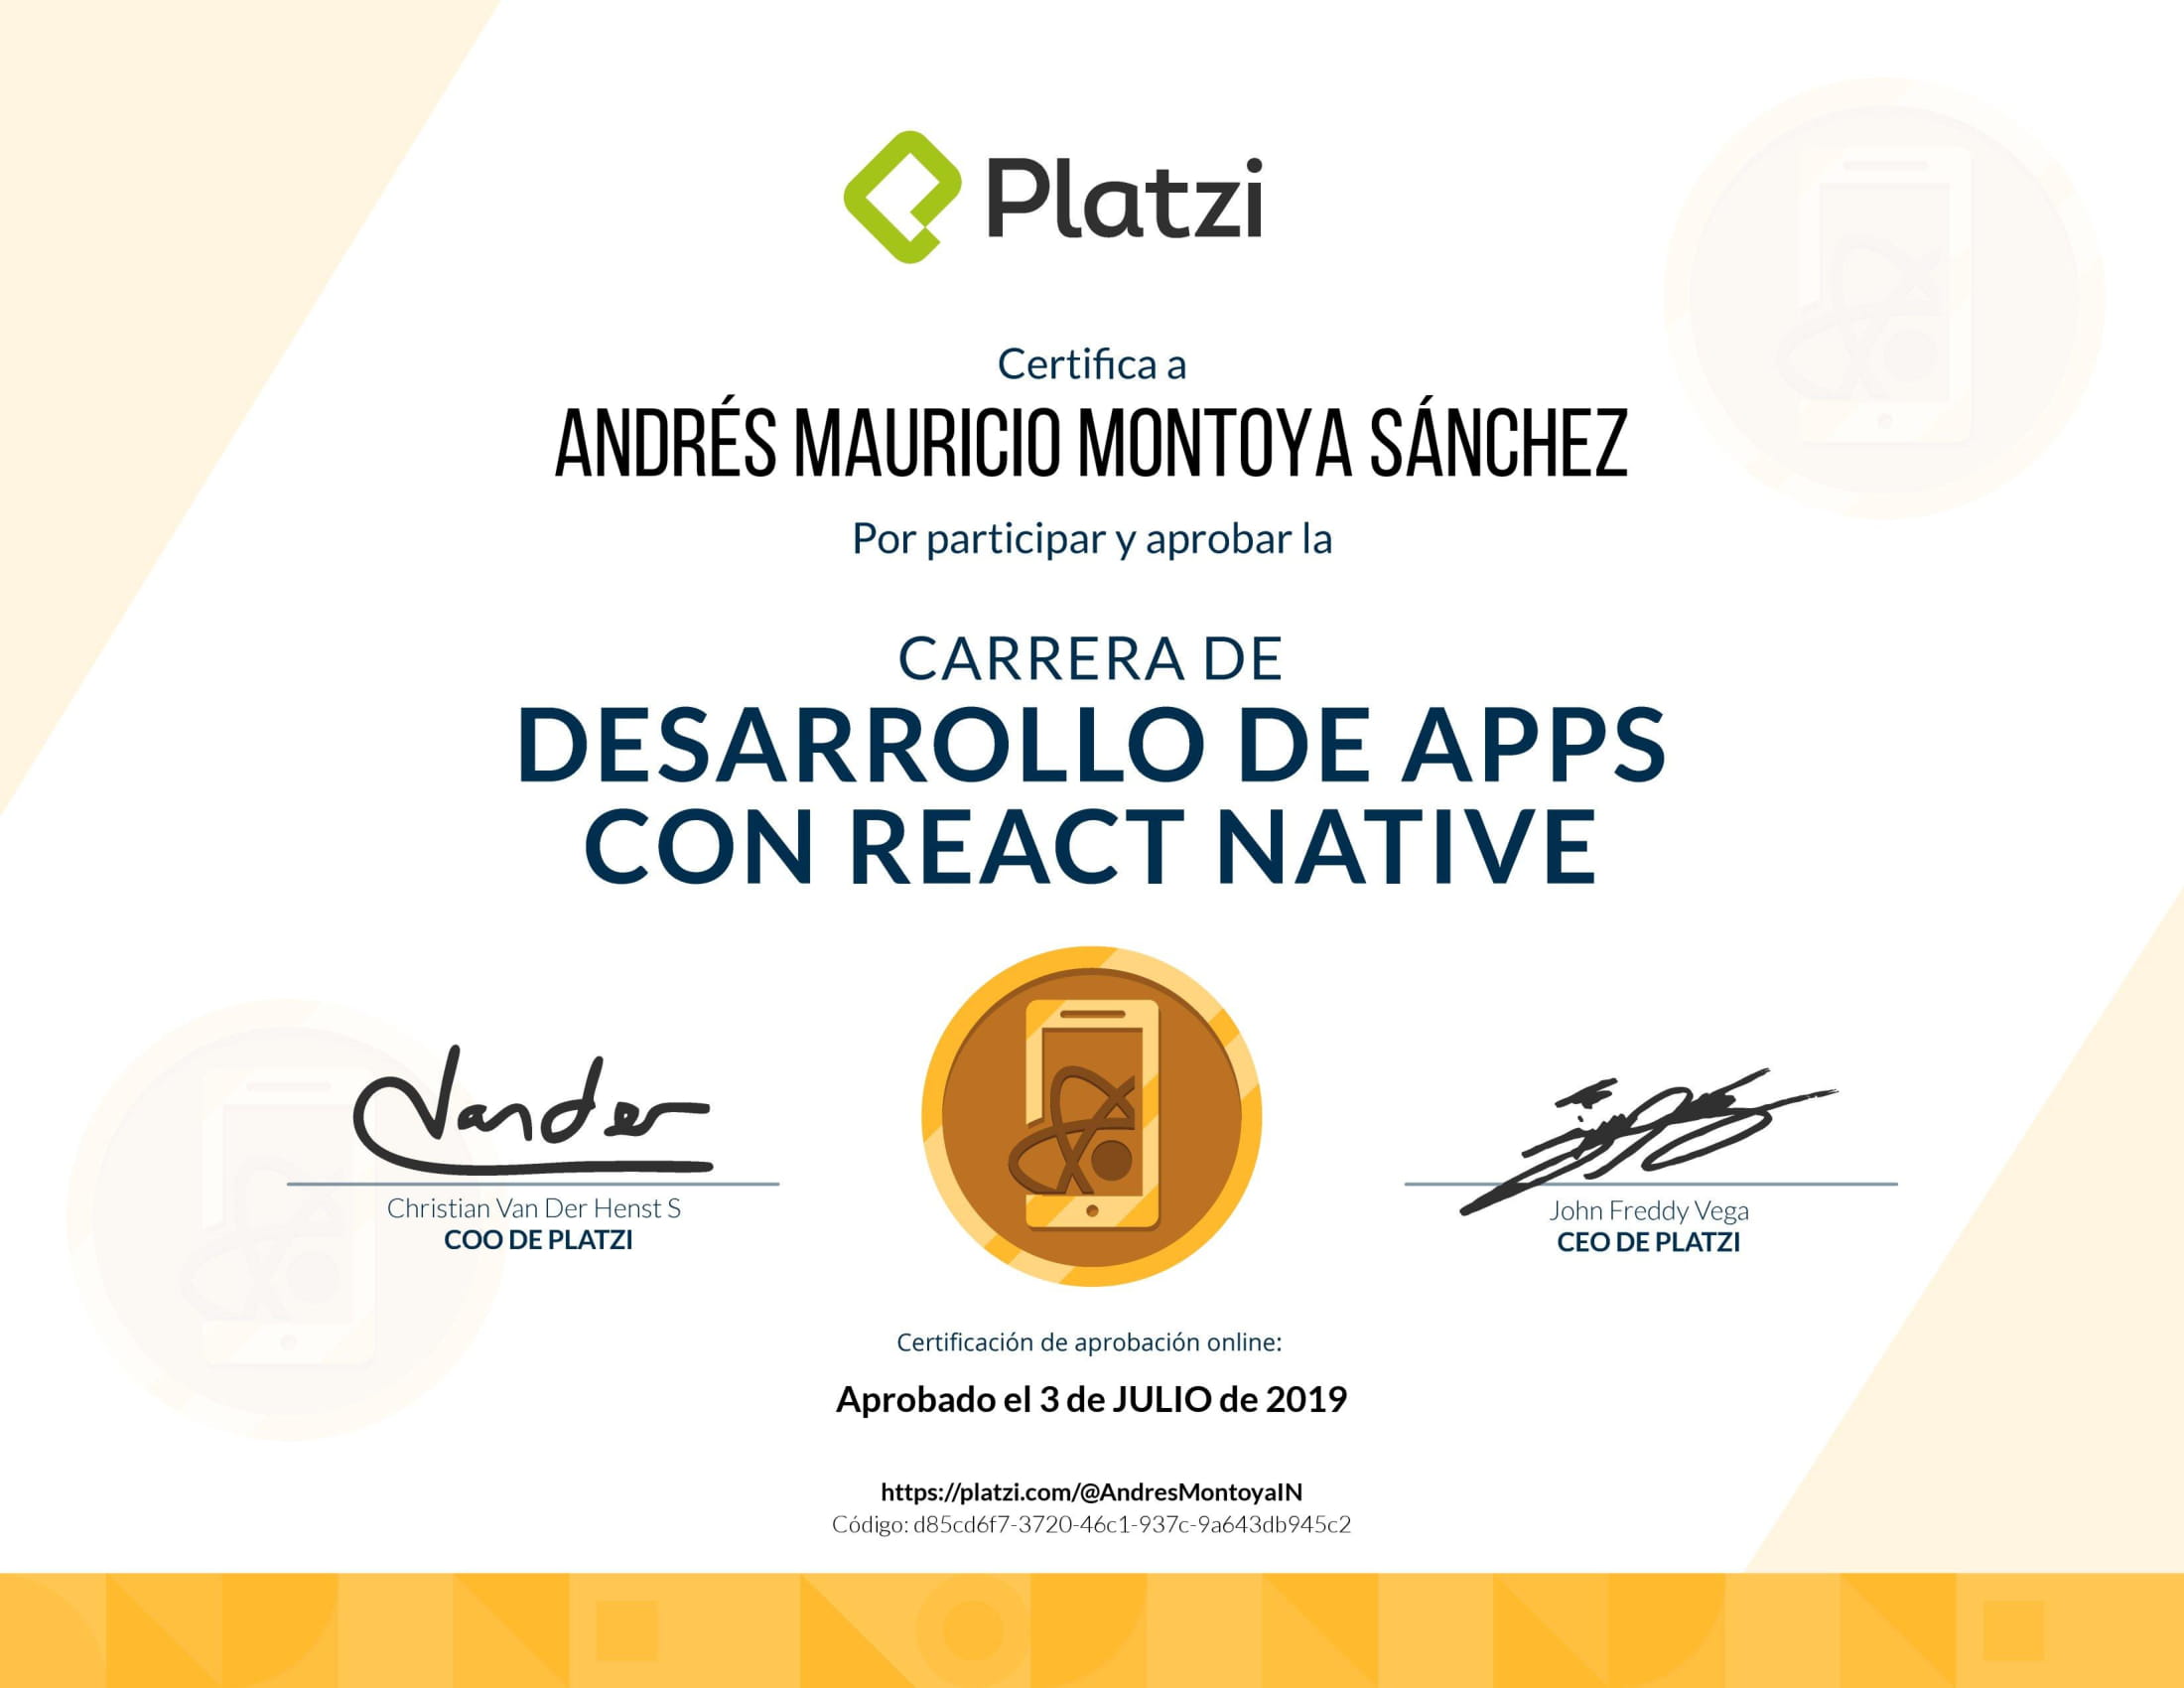 Platzi
Certifica a
ANDRÉS MAURICIO MONTOYA SÁNCHEZ
Por participar y aprobar la
CARRERA DE
DESARROLLO DE APPS
CON REACT NATIVE
Vander
Christian Van Der Henst S
COO DE PLATZI
John Freddy Vega
CEO DE PLATZI
Certificación de aprobación online:
Aprobado el 3 de JULIO de 2019
https://platzi.com/@AndresMontoyaIN
Código: d85cd6f7-3720-46c1-937c-9a643db945c2